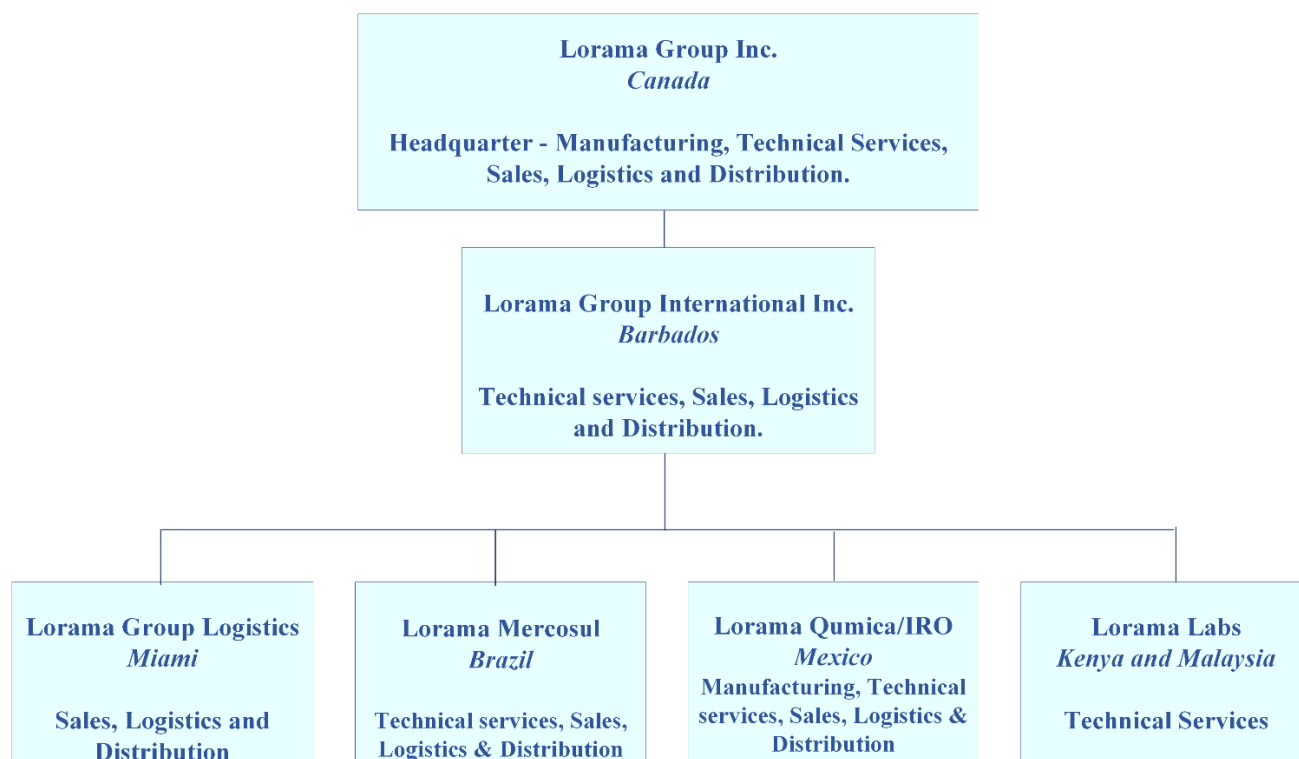 Lorama Group Inc.
Canada
Headquarter - Manufacturing, Technical Services,
Sales, Logistics and Distribution.
Lorama Group International Inc.
Barbados
Technical services, Sales, Logistics
and Distribution.
Lorama Group Logistics
Miami
Sales, Logistics and
Distribution
Lorama Mercosul
Brazil
Technical services, Sales,
Logistics & Distribution
Lorama Qumica/IRO
Mexico
Manufacturing, Technical
services, Sales, Logistics &
Distribution
Lorama Labs
Kenya and Malaysia
Technical Services